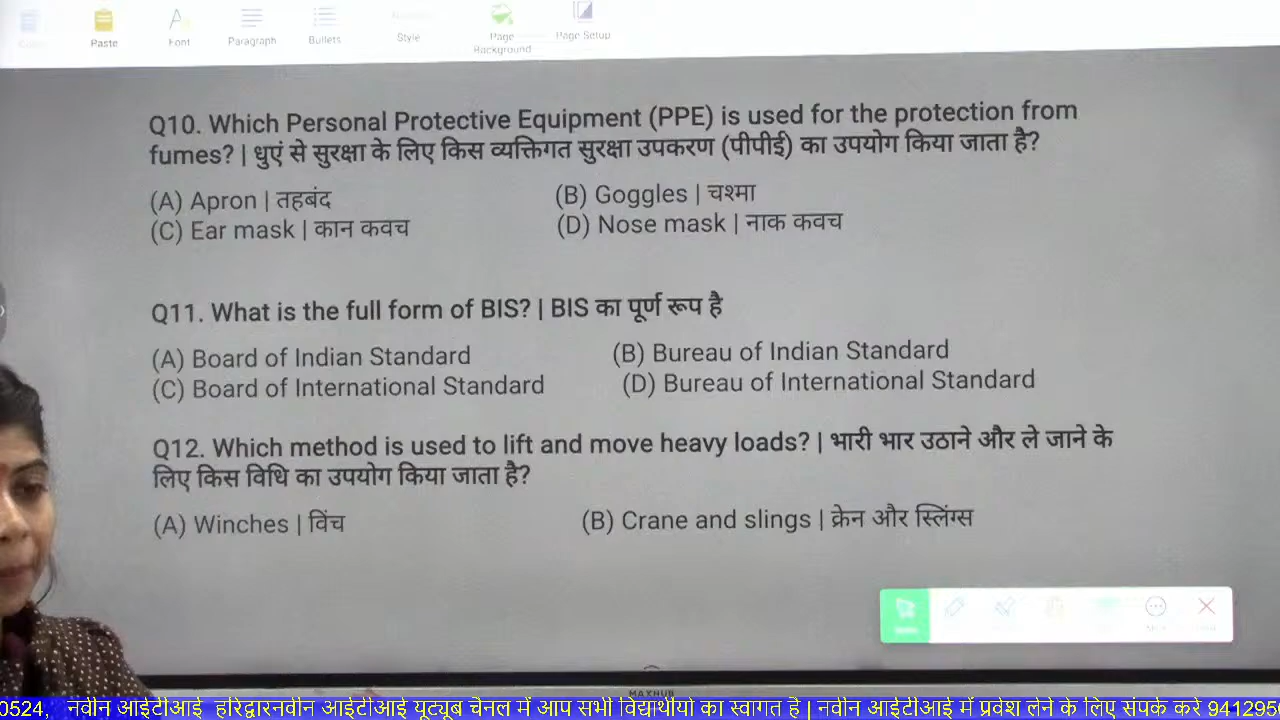 Paste
Font
Paragraph
Bullets
Style
Page Background
Page Setup
Q10. Which Personal Protective Equipment (PPE) is used for the protection from
fumes? | धुएं से सुरक्षा के लिए किस व्यक्तिगत सुरक्षा उपकरण (पीपीई) का उपयोग किया जाता है?
(A) Apron | तहबंद (B) Goggles | चश्मा
(C) Ear mask | कान कवच (D) Nose mask | नाक कवच
Q11. What is the full form of BIS? | BIS का पूर्ण रूप है
(A) Board of Indian Standard (B) Bureau of Indian Standard
(C) Board of International Standard (D) Bureau of International Standard
Q12. Which method is used to lift and move heavy loads? | भारी भार उठाने और ले जाने के
लिए किस विधि का उपयोग किया जाता है?
(A) Winches | विंच (B) Crane and slings | क्रेन और स्लिंग्स
MAXHUB
0524, नवीन आईटीआई हरिद्वारनवीन आईटीआई यूट्यूब चैनल में आप सभी विद्यार्थीयों का स्वागत है | नवीन आईटीआई में प्रवेश लेने के लिए संपर्क करे 9412950